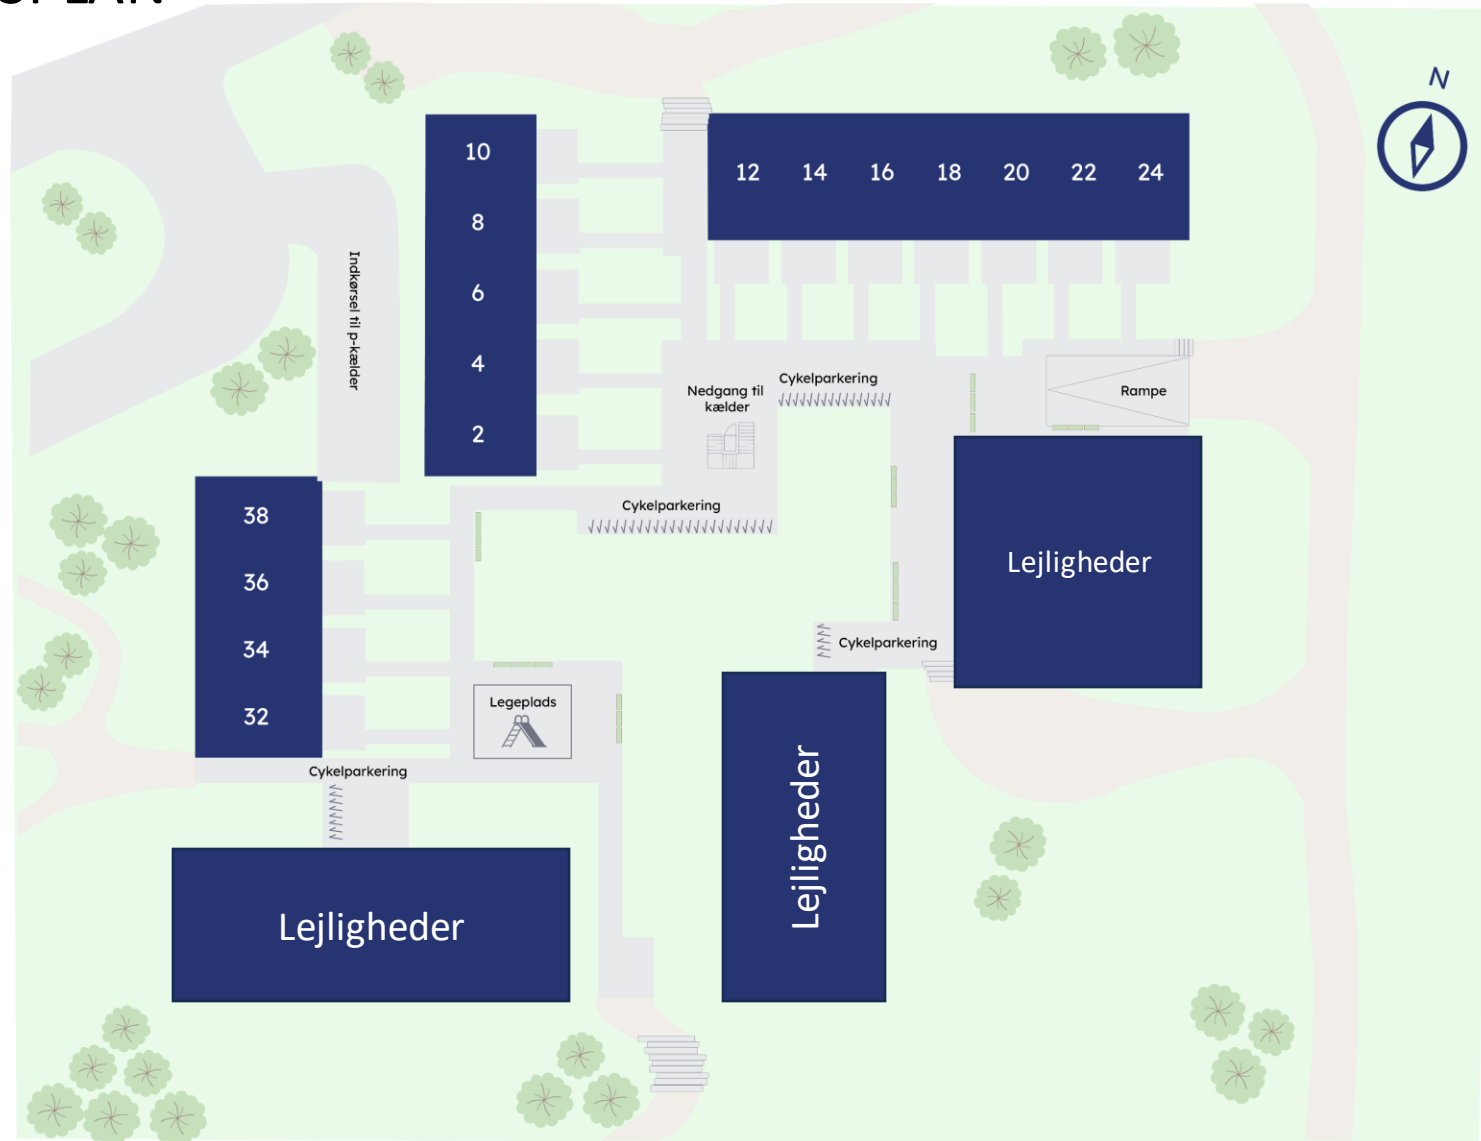 N
10
8
6
4
2
12 14 16 18 20 22 24
Indkørsel til p-kælder
Nedgang til
kælder
Cykelparkering
Rampe
Cykelparkering
38
36
34
32
Lejligheder
Cykelparkering
Legeplads
Cykelparkering
Lejligheder
Lejligheder